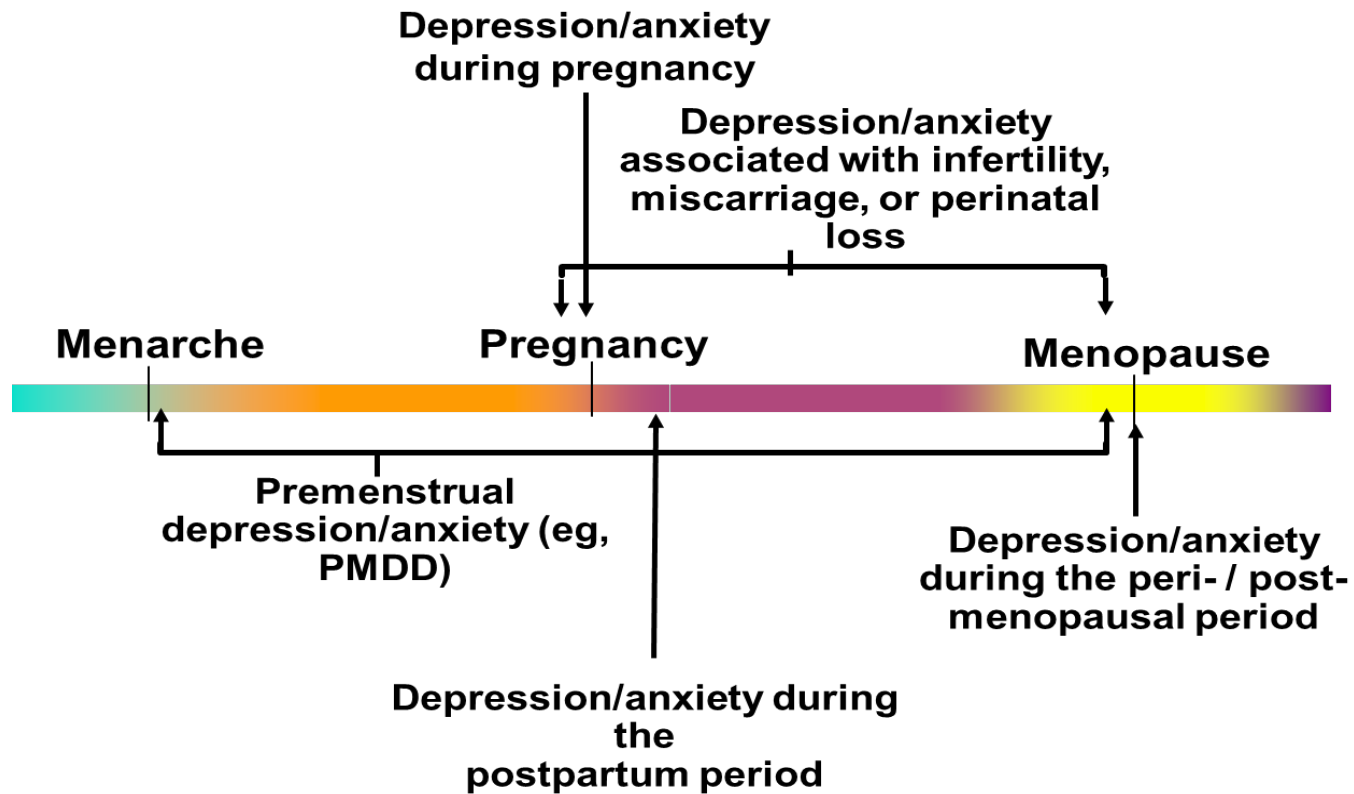 Depression/anxiety
during pregnancy
Depression/anxiety
associated with infertility,
miscarriage, or perinatal
loss
Menarche
Pregnancy
Menopause
Premenstrual
depression/anxiety (eg,
PMDD)
Depression/anxiety
during the peri- / post-
menopausal period
Depression/anxiety during
the
postpartum period